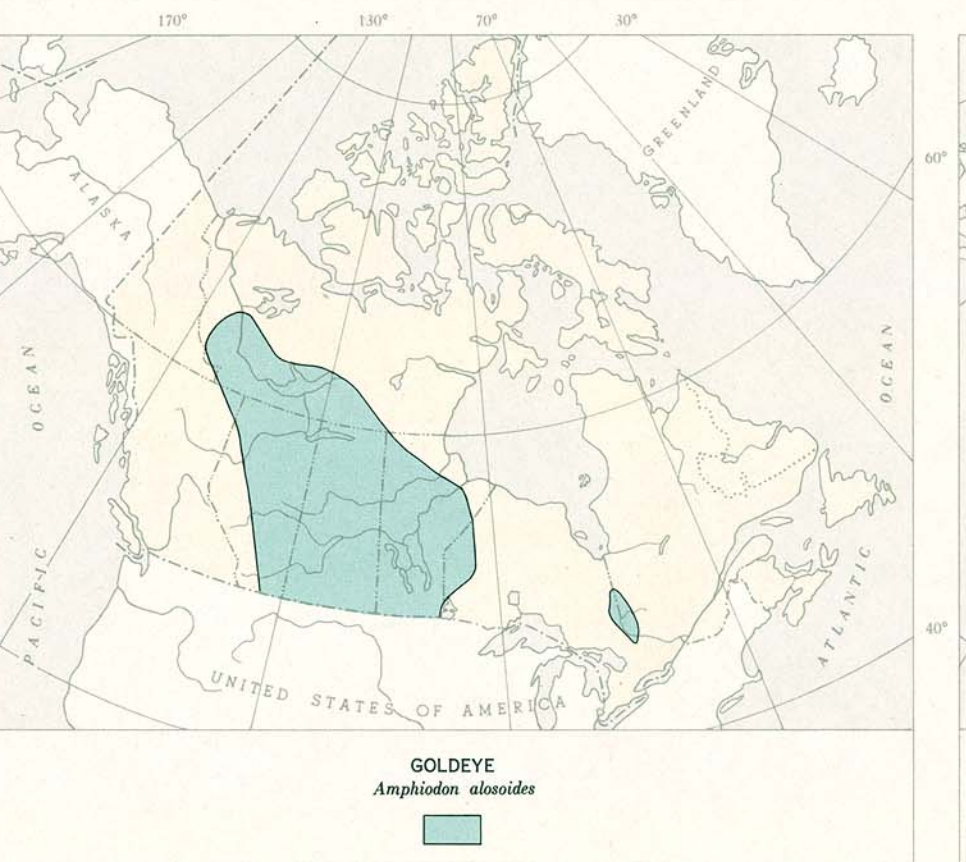 170° 130° 70° 30°
60°
40°
ALASKA
GREENLAND
OCEAN
PACIFIC
OCEAN
ATLANTIC
UNITED STATES OF AMERICA
GOLDEYE
Amphiodon alosoides